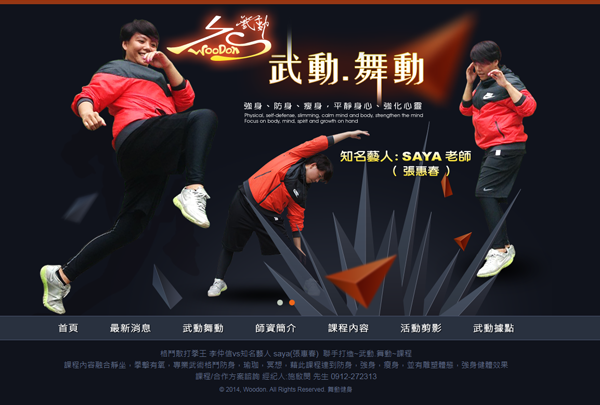 武動
WOODON
武動.舞動
強身、防身、瘦身，平靜身心、強化心靈
Physical, self-defense, slimming, calm mind and body, strengthen the mind
Focus on body, mind, spirit and growth on hand
知名藝人: SAYA 老師
( 張惠春 )
首頁 最新消息 武動舞動 師資簡介 課程內容 活動剪影 武動據點
格鬥散打拳王 李仲信vs知名藝人 saya(張惠春) 聯手打造~武動.舞動~課程
課程內容融合靜坐，拳擊有氧，專業武術格鬥防身，瑜珈，冥想，藉此課程達到防身，強身，瘦身，並有雕塑體態，強身健體效果
課程/合作方案諮詢 經紀人 先生 0912-272313
© 2014, Woodon. All Rights Reserved. 舞動健身